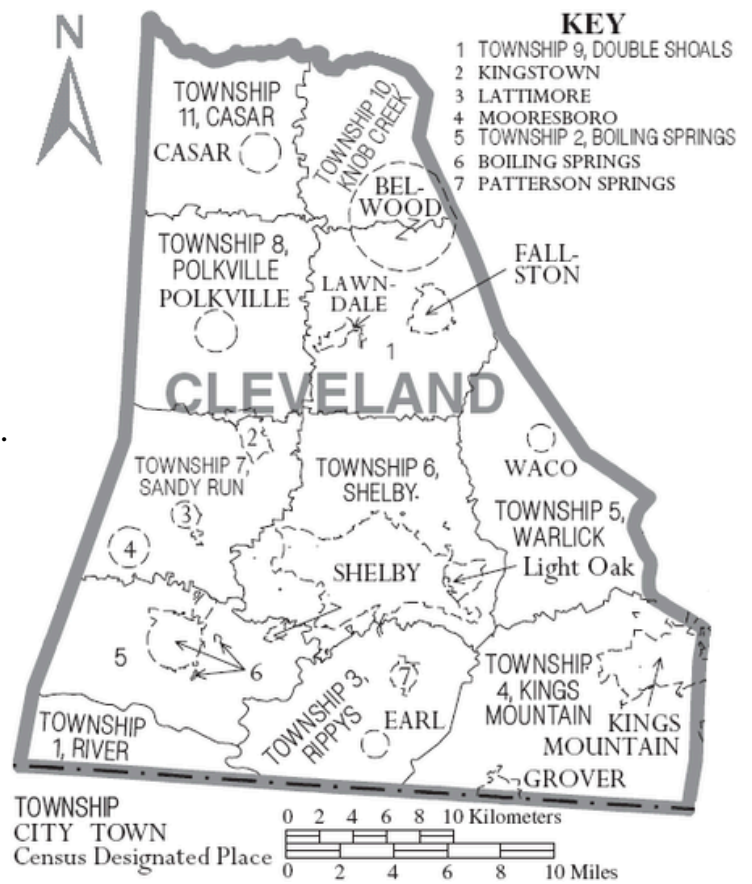 N
KEY
1 TOWNSHIP 9, DOUBLE SHOALS
2 KINGSTOWN
3 LATTIMORE
4 MOORESBORO
5 TOWNSHIP 2, BOILING SPRINGS
6 BOILING SPRINGS
7 PATTERSON SPRINGS
TOWNSHIP
11, CASAR
CASAR
TOWNSHIP 10,
KNOB CREEK
BEL-
WOOD
TOWNSHIP 8,
POLKVILLE
POLKVILLE
LAWN-
DALE
FALL-
STON
1
CLEVELAND
2
TOWNSHIP 7,
SANDY RUN
3
4
TOWNSHIP 6,
SHELBY
SHELBY
WACO
TOWNSHIP 5,
WARLICK
Light Oak
5
6
TOWNSHIP 3,
RIPPYS
7
EARL
TOWNSHIP
4, KINGS
MOUNTAIN
KINGS
MOUNTAIN
TOWNSHIP
1, RIVER
GROVER
TOWNSHIP
CITY TOWN
Census Designated Place
0 2 4 6 8 10 Kilometers
0 2 4 6 8 10 Miles